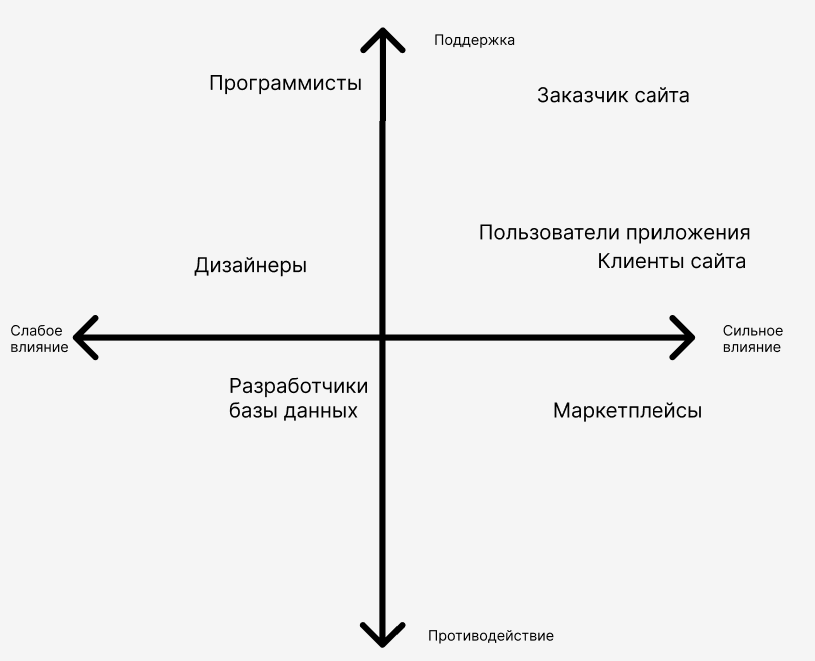 Поддержка
Программисты
Заказчик сайта
Пользователи приложения
Клиенты сайта
Дизайнеры
Слабое
влияние
Сильное
влияние
Разработчики
базы данных
Маркетплейсы
Противодействие